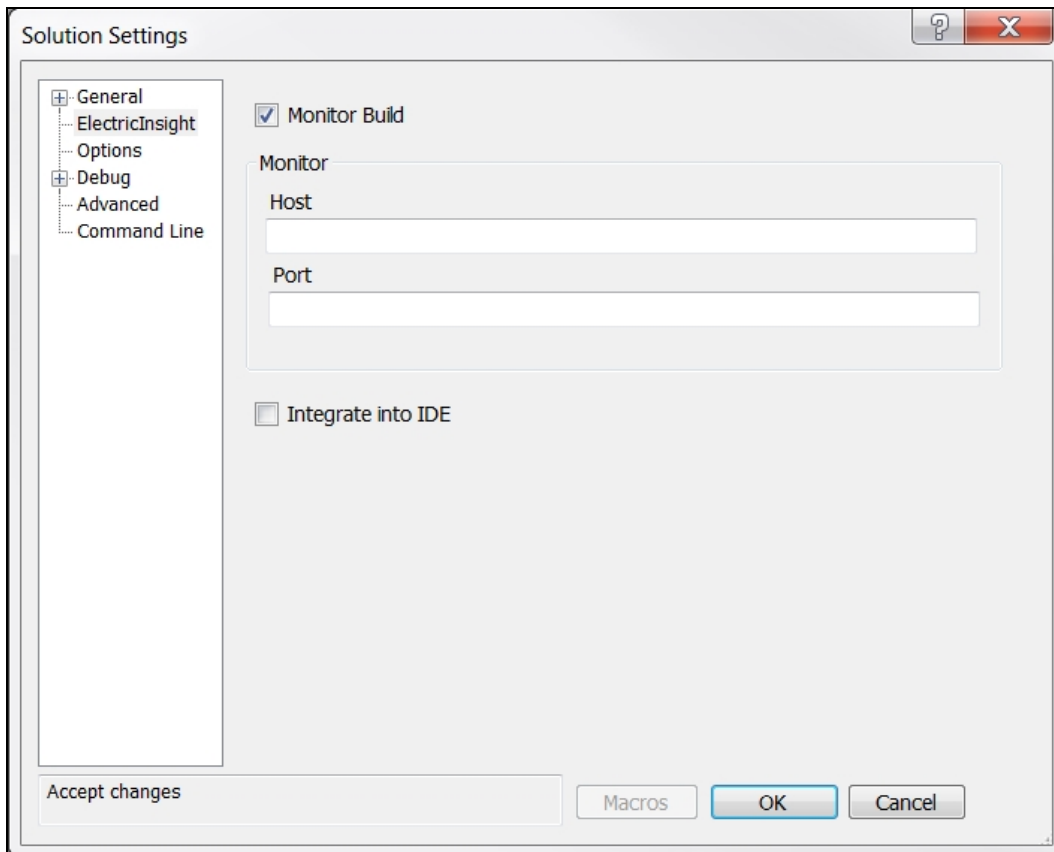 Solution Settings
General
ElectricInsight
Options
Debug
Advanced
Command Line
Monitor Build
Monitor
Host
Port
Integrate into IDE
Accept changes
Macros
OK
Cancel